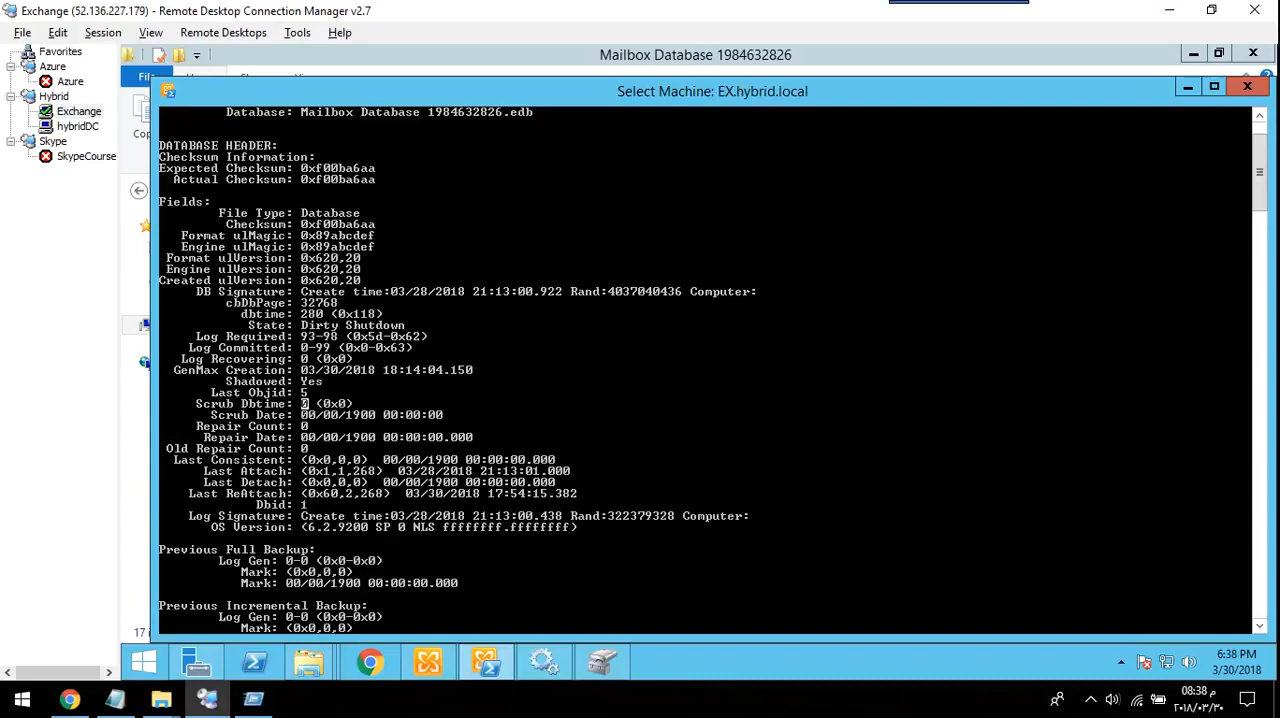 Exchange (52.136.227.179) - Remote Desktop Connection Manager v2.7
File Edit Session View Remote Desktops Tools Help
Favorites
Azure
Azure
Hybrid
Exchange
hybridDC
Skype
SkypeCourse
Mailbox Database 1984632826
File
Cop
17 i
Select Machine: EX.hybrid.local
Database: Mailbox Database 1984632826.edb
DATABASE HEADER:
Checksum Information:
Expected Checksum: 0xf00ba6aa
Actual Checksum: 0xf00ba6aa
Fields:
File Type: Database
Checksum: 0xf00ba6aa
Format ulMagic: 0x89abcdef
Engine ulMagic: 0x89abcdef
Format ulVersion: 0x620,20
Engine ulVersion: 0x620,20
Created ulVersion: 0x620,20
DB Signature: Create time:03/28/2018 21:13:00.922 Rand:4037040436 Computer:
cbDbPage: 32768
dbtime: 280 (0x118)
State: Dirty Shutdown
Log Required: 93-98 (0x5d-0x62)
Log Committed: 0-99 (0x0-0x63)
Log Recovering: 0 (0x0)
GenMax Creation: 03/30/2018 18:14:04.150
Shadowed: Yes
Last Objid: 5
Scrub Dbtime: 0 (0x0)
Scrub Date: 00/00/1900 00:00:00
Repair Count: 0
Repair Date: 00/00/1900 00:00:00.000
Old Repair Count: 0
Last Consistent: (0x0,0,0) 00/00/1900 00:00:00.000
Last Attach: (0x1,1,268) 03/28/2018 21:13:01.000
Last Detach: (0x0,0,0) 00/00/1900 00:00:00.000
Last ReAttach: (0x60,2,268) 03/30/2018 17:54:15.382
Dbid: 1
Log Signature: Create time:03/28/2018 21:13:00.438 Rand:322379328 Computer:
OS Version: (6.2.9200 SP 0 NLS ffffffff.ffffffff)
Previous Full Backup:
Log Gen: 0-0 (0x0-0x0)
Mark: (0x0,0,0)
Mark: 00/00/1900 00:00:00.000
Previous Incremental Backup:
Log Gen: 0-0 (0x0-0x0)
Mark: (0x0,0,0)
6:38 PM
3/30/2018
08:38 م
٢٠١٨/٠٣/٣٠